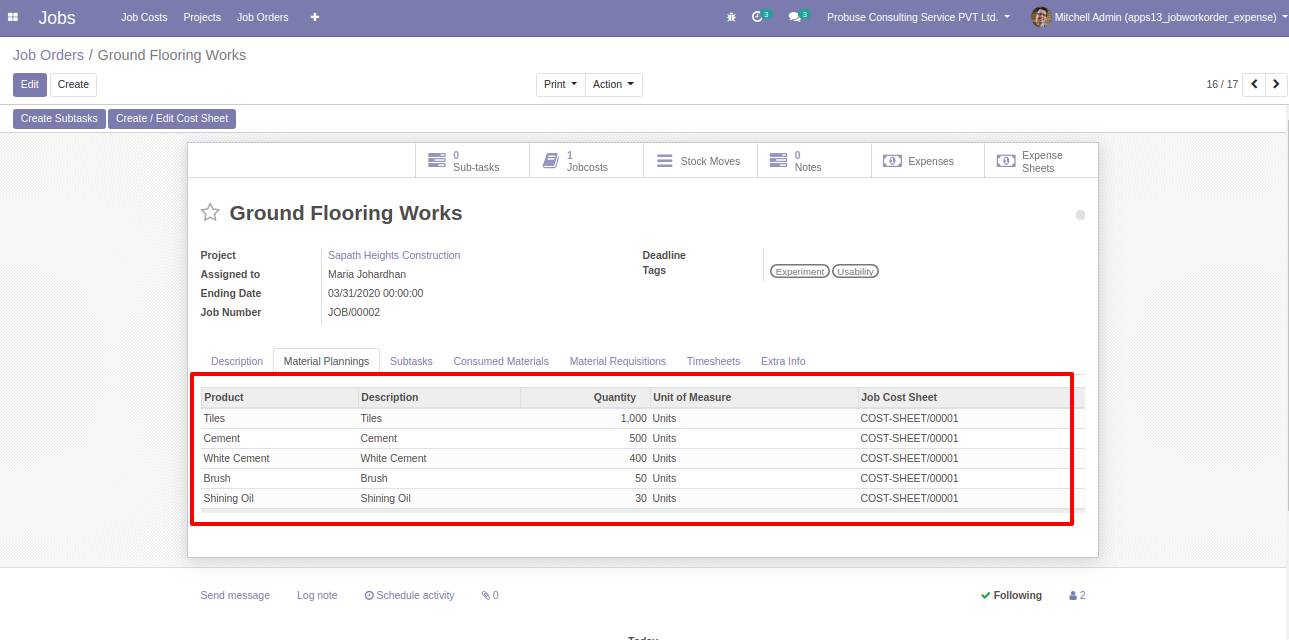 Jobs Job Costs Projects Job Orders 3 3 Probuse Consulting Service PVT Ltd. Mitchell Admin (apps13_jobworkorder_expense)
Job Orders / Ground Flooring Works
Edit Create Print Action 16 / 17
Create Subtasks Create / Edit Cost Sheet
0 Sub-tasks
1 Jobcosts
Stock Moves
0 Notes
Expenses
Expense Sheets
Ground Flooring Works
Project Sapath Heights Construction
Assigned to Maria Johardhan
Ending Date 03/31/2020 00:00:00
Job Number JOB/00002
Deadline
Tags Experiment Usability
Description Material Plannings Subtasks Consumed Materials Material Requisitions Timesheets Extra Info
Product Description Quantity Unit of Measure Job Cost Sheet
Tiles Tiles 1,000 Units COST-SHEET/00001
Cement Cement 500 Units COST-SHEET/00001
White Cement White Cement 400 Units COST-SHEET/00001
Brush Brush 50 Units COST-SHEET/00001
Shining Oil Shining Oil 30 Units COST-SHEET/00001
Send message Log note Schedule activity 0 Following 2
Today